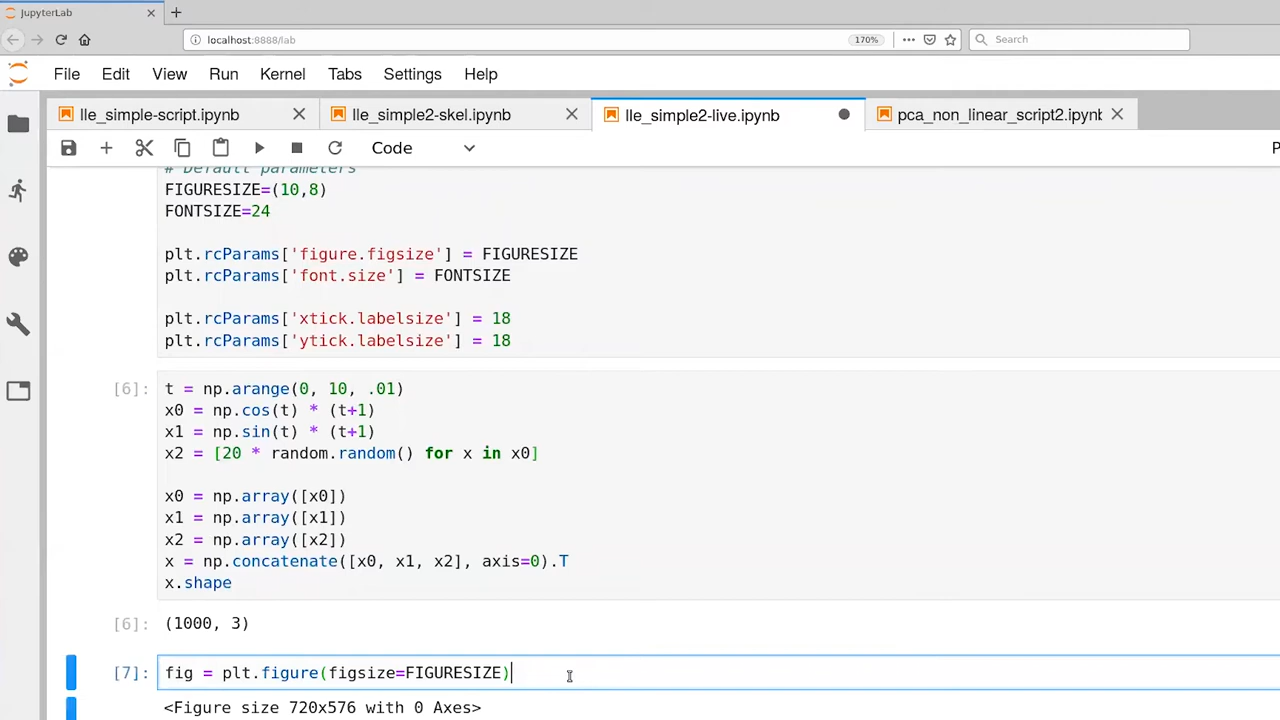 JupyterLab
localhost:8888/lab
170%
Search
File Edit View Run Kernel Tabs Settings Help
lle_simple-script.ipynb
lle_simple2-skel.ipynb
lle_simple2-live.ipynb
pca_non_linear_script2.ipynb
Code
P
# Default parameters
FIGURESIZE=(10,8)
FONTSIZE=24
plt.rcParams['figure.figsize'] = FIGURESIZE
plt.rcParams['font.size'] = FONTSIZE
plt.rcParams['xtick.labelsize'] = 18
plt.rcParams['ytick.labelsize'] = 18
[6]: t = np.arange(0, 10, .01)
x0 = np.cos(t) * (t+1)
x1 = np.sin(t) * (t+1)
x2 = [20 * random.random() for x in x0]
x0 = np.array([x0])
x1 = np.array([x1])
x2 = np.array([x2])
x = np.concatenate([x0, x1, x2], axis=0).T
x.shape
[6]: (1000, 3)
[7]: fig = plt.figure(figsize=FIGURESIZE)
<Figure size 720x576 with 0 Axes>